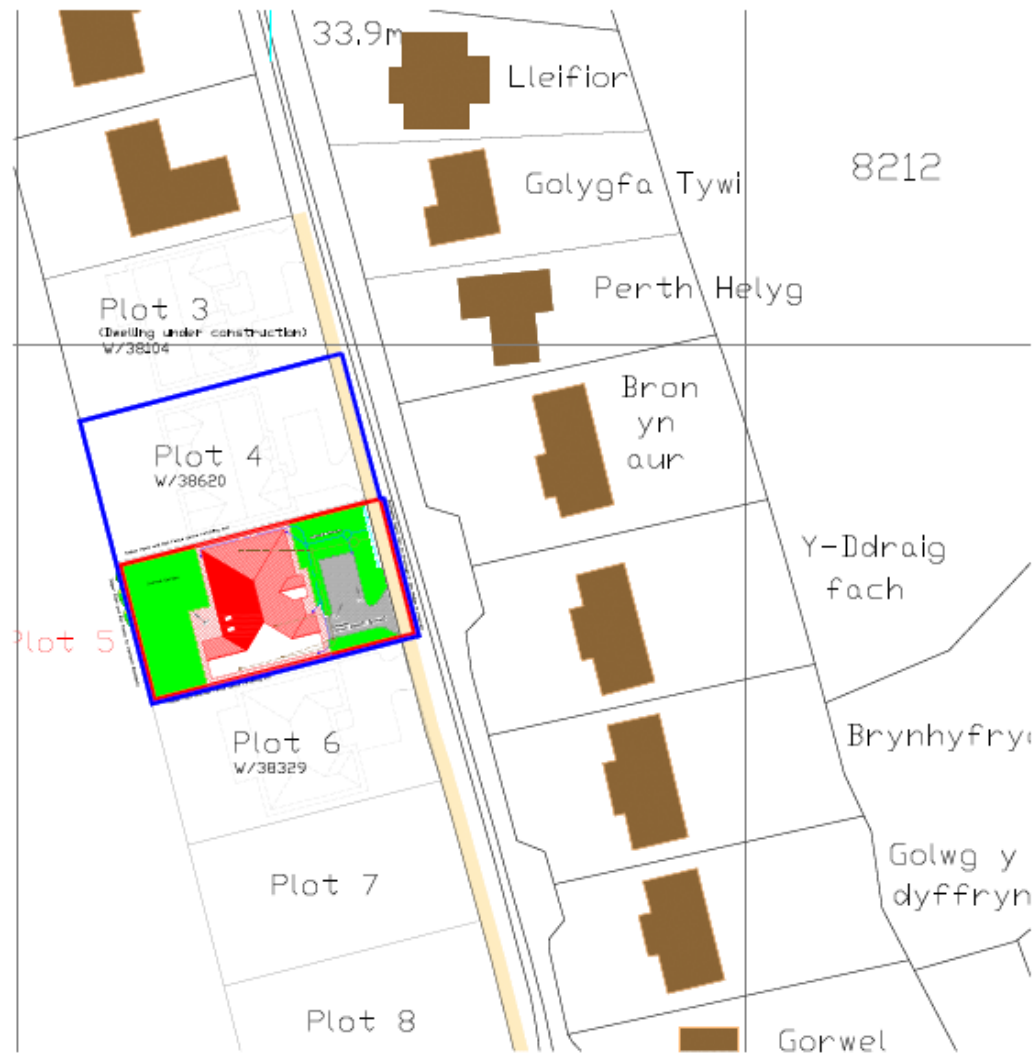 33.9m
Lleifior
8212
Golygfa Tywi
Perth Helyg
Plot 3
(Dwelling under construction)
W/38104
Bron
yn
aur
Plot 4
W/38620
Y-Ddraig
fach
Plot 5
Plot 6
W/38329
Brynhyfryd
Golwg y
dyffryn
Plot 7
Plot 8
Gorwel